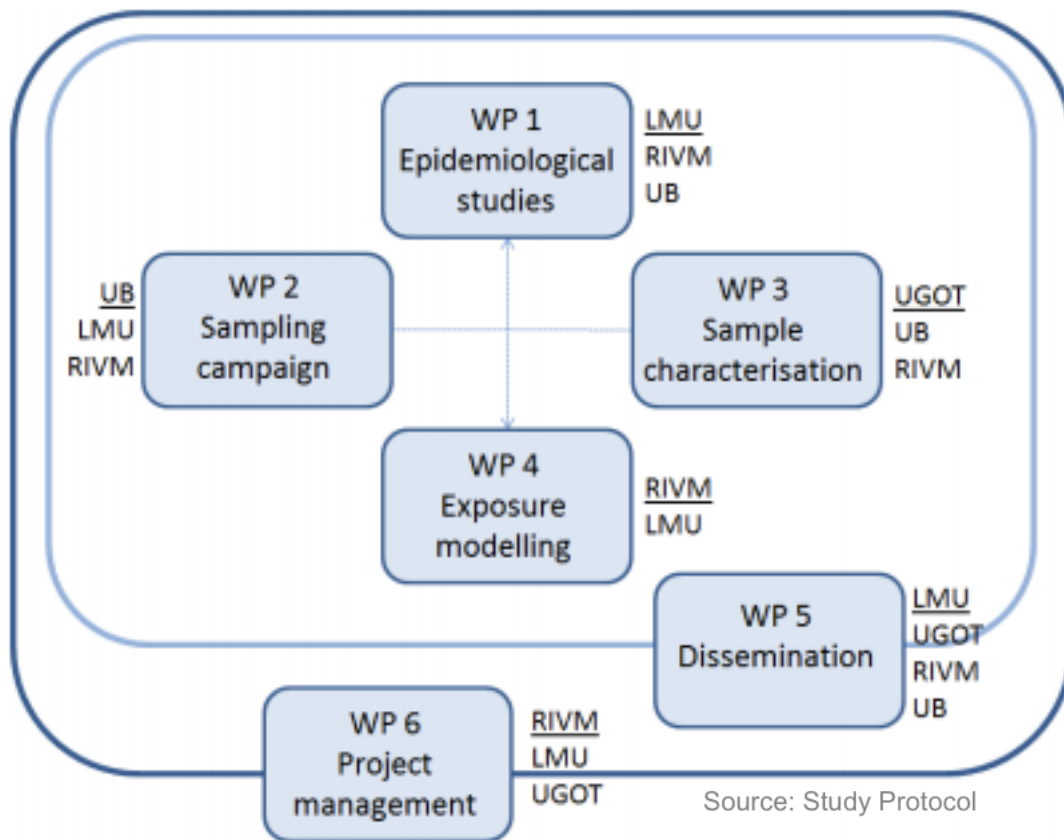 WP 1
Epidemiological
studies
LMU
RIVM
UB
UB
LMU
RIVM
WP 2
Sampling
campaign
WP 3
Sample
characterisation
UGOT
UB
RIVM
WP 4
Exposure
modelling
RIVM
LMU
WP 5
Dissemination
LMU
UGOT
RIVM
UB
WP 6
Project
management
RIVM
LMU
UGOT
Source: Study Protocol